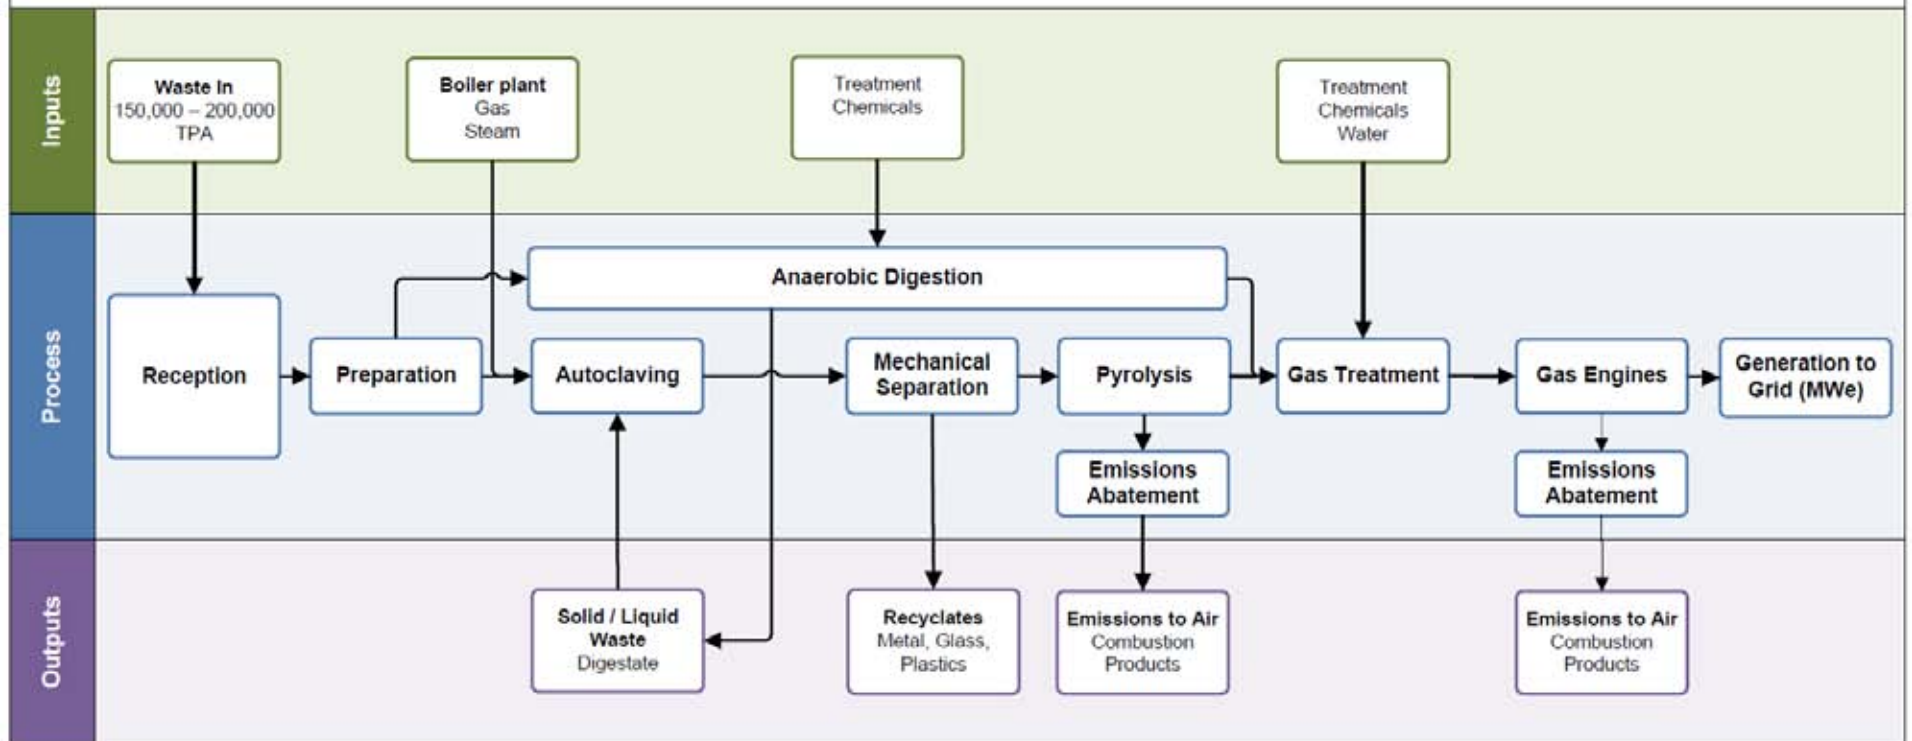 Inputs
Waste In
150,000 – 200,000
TPA
Boiler plant
Gas
Steam
Treatment
Chemicals
Treatment
Chemicals
Water
Process
Anaerobic Digestion
Reception
Preparation
Autoclaving
Mechanical
Separation
Pyrolysis
Gas Treatment
Gas Engines
Generation to
Grid (MWe)
Emissions
Abatement
Emissions
Abatement
Outputs
Solid / Liquid
Waste
Digestate
Recyclates
Metal, Glass,
Plastics
Emissions to Air
Combustion
Products
Emissions to Air
Combustion
Products